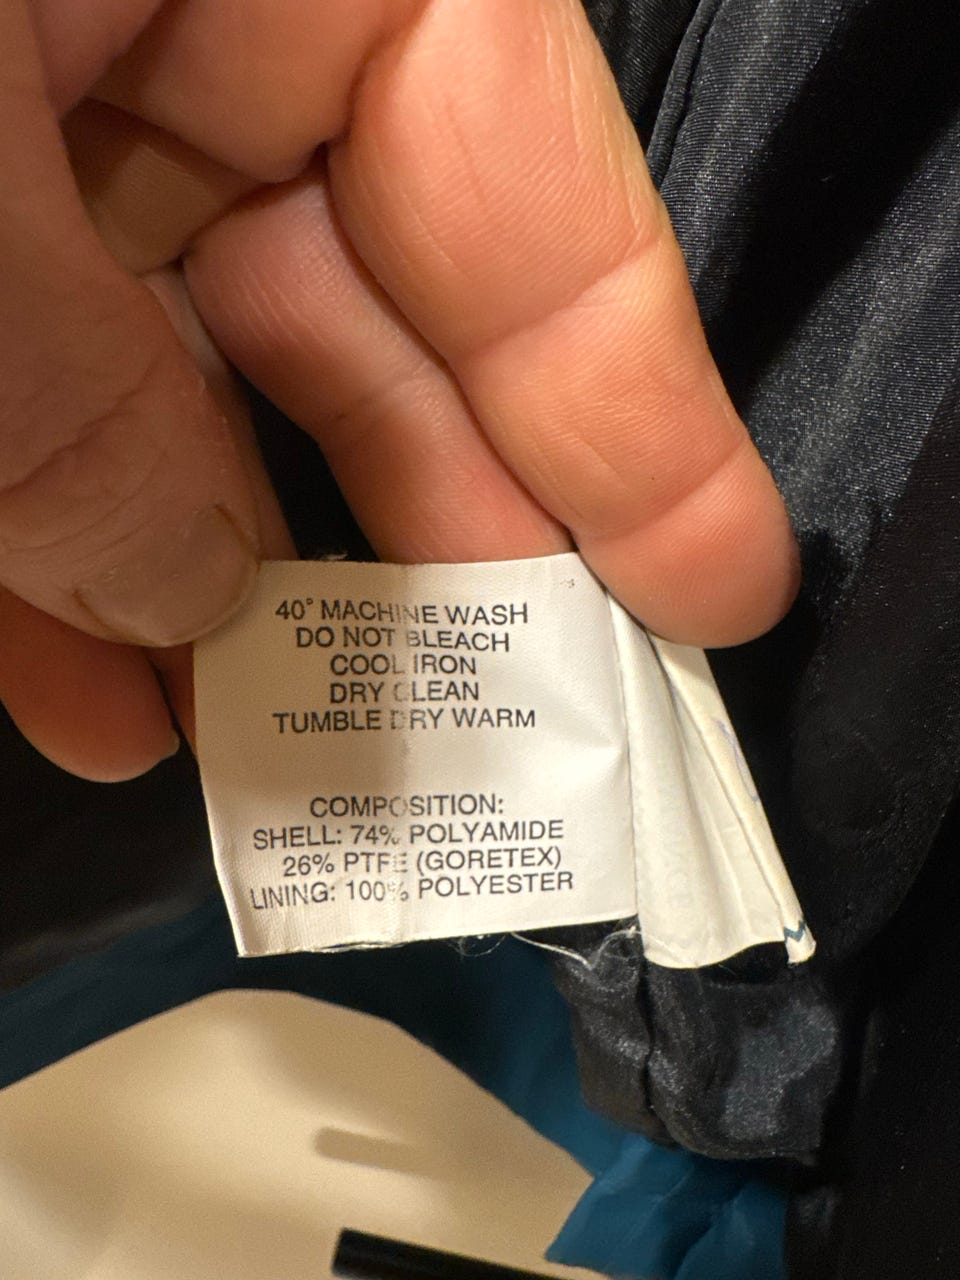 40° MACHINE WASH
DO NOT BLEACH
COOL IRON
DRY CLEAN
TUMBLE DRY WARM
COMPOSITION:
SHELL: 74% POLYAMIDE
26% PTFE (GORETEX)
LINING: 100% POLYESTER